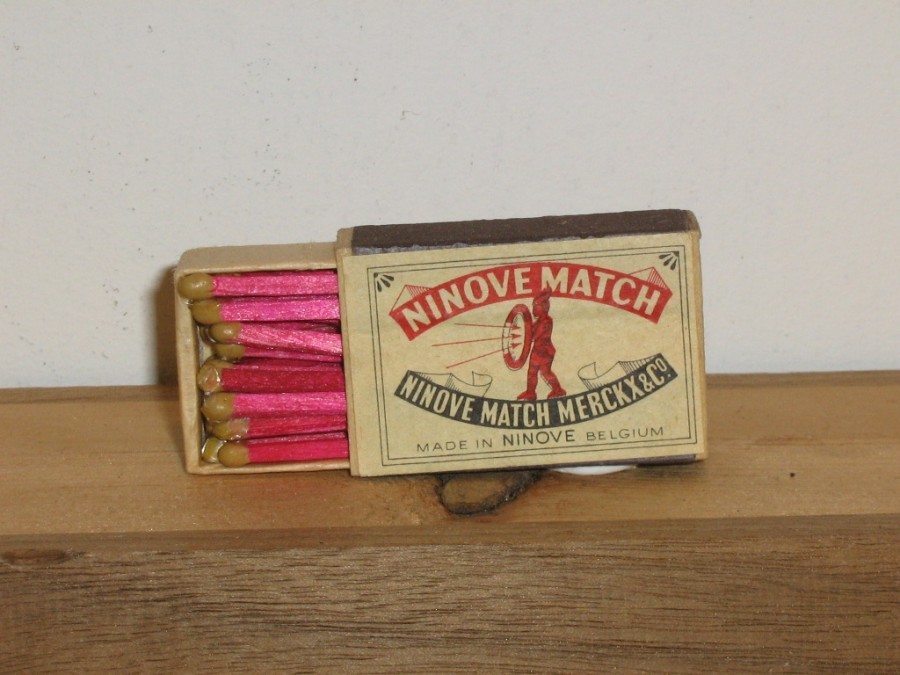 NINOVE MATCH
NINOVE MATCH MERCKX & Cº
MADE IN NINOVE BELGIUM